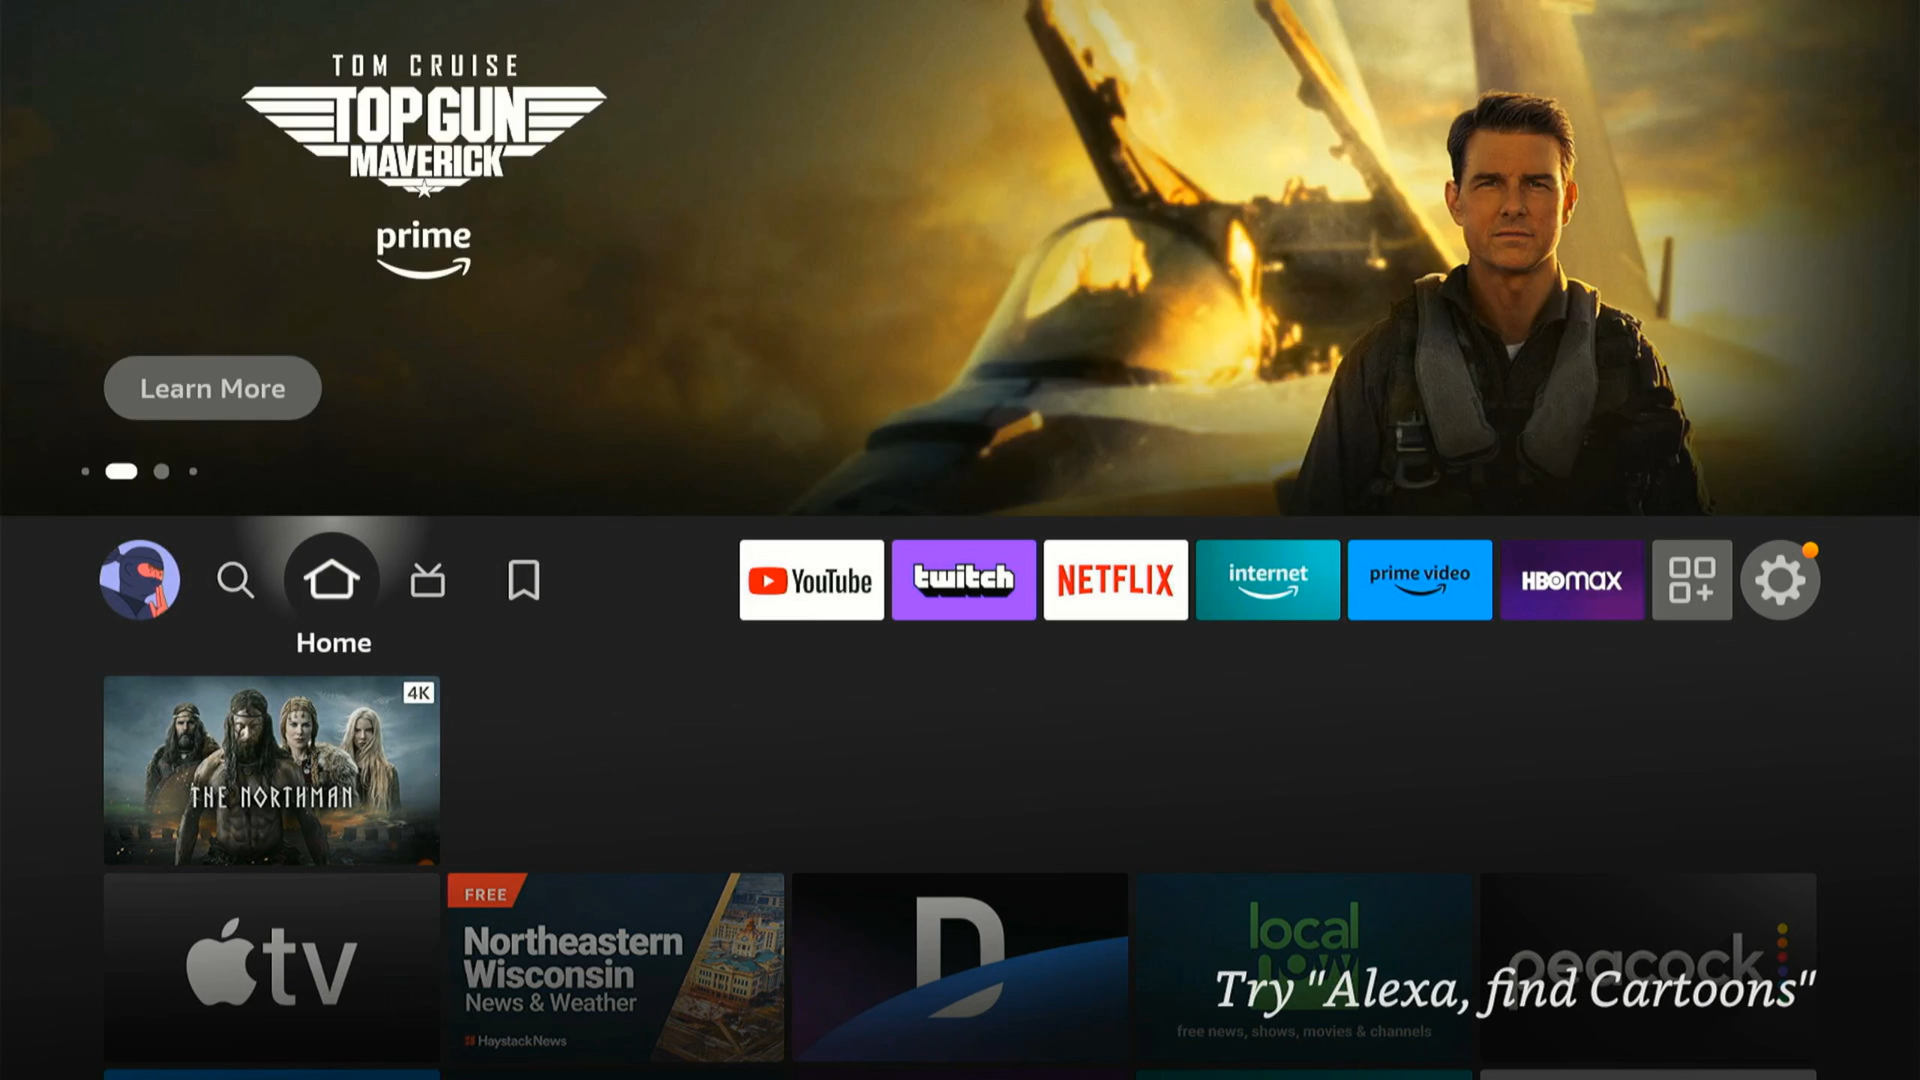 TOM CRUISE
TOP GUN
MAVERICK
prime
Learn More
YouTube
twitch
NETFLIX
internet
prime video
HBOMAX
Home
4K
THE NORTHMAN
tv
FREE
Northeastern
Wisconsin
News & Weather
HaystackNews
D
local
now
free news, shows, movies & channels
peacock
Try "Alexa, find Cartoons"